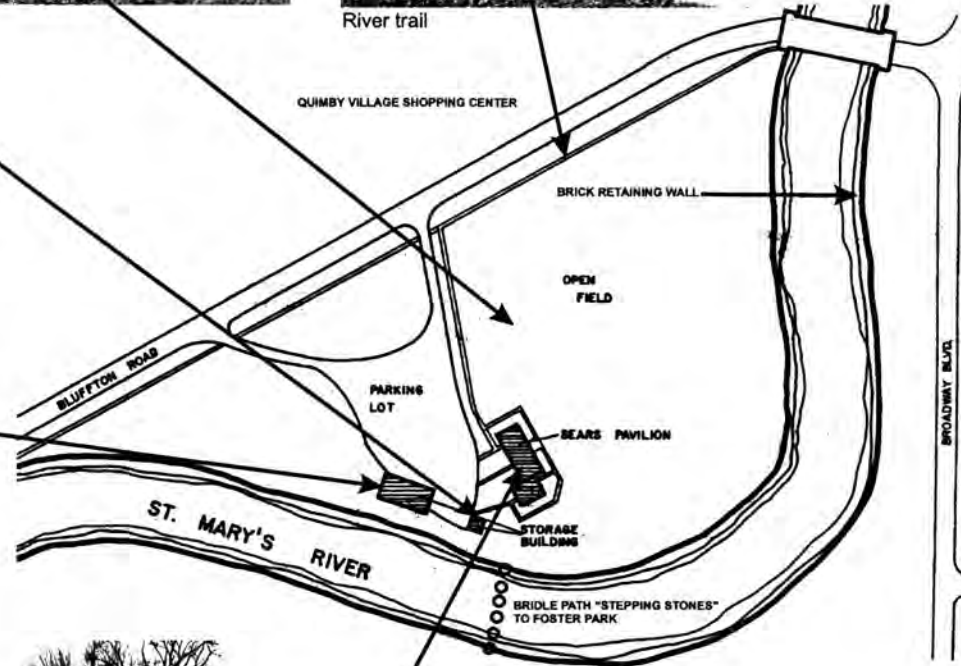 River trail
QUIMBY VILLAGE SHOPPING CENTER
BRICK RETAINING WALL
OPEN
FIELD
BLUFFTON ROAD
PARKING
LOT
BROADWAY BLVD.
SEARS PAVILION
STORAGE
BUILDING
ST. MARY'S RIVER
BRIDLE PATH "STEPPING STONES"
TO FOSTER PARK